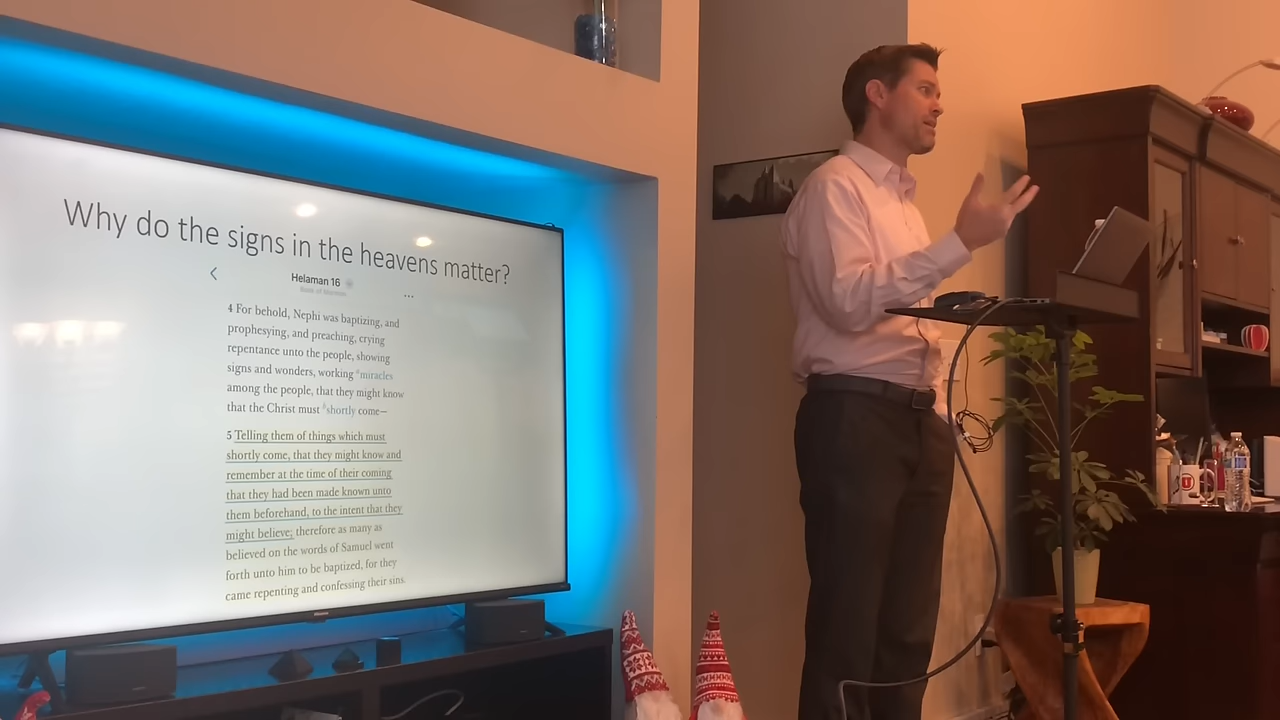 Why do the signs in the heavens matter?
Helaman 16
Book of Mormon
4 For behold, Nephi was baptizing, and
prophesying, and preaching, crying
repentance unto the people, showing
signs and wonders, working a miracles
among the people, that they might know
that the Christ must b shortly come—
5 Telling them of things which must
shortly come, that they might know and
remember at the time of their coming
that they had been made known unto
them beforehand, to the intent that they
might believe; therefore as many as
believed on the words of Samuel went
forth unto him to be baptized, for they
came repenting and confessing their sins.
Hisense
U